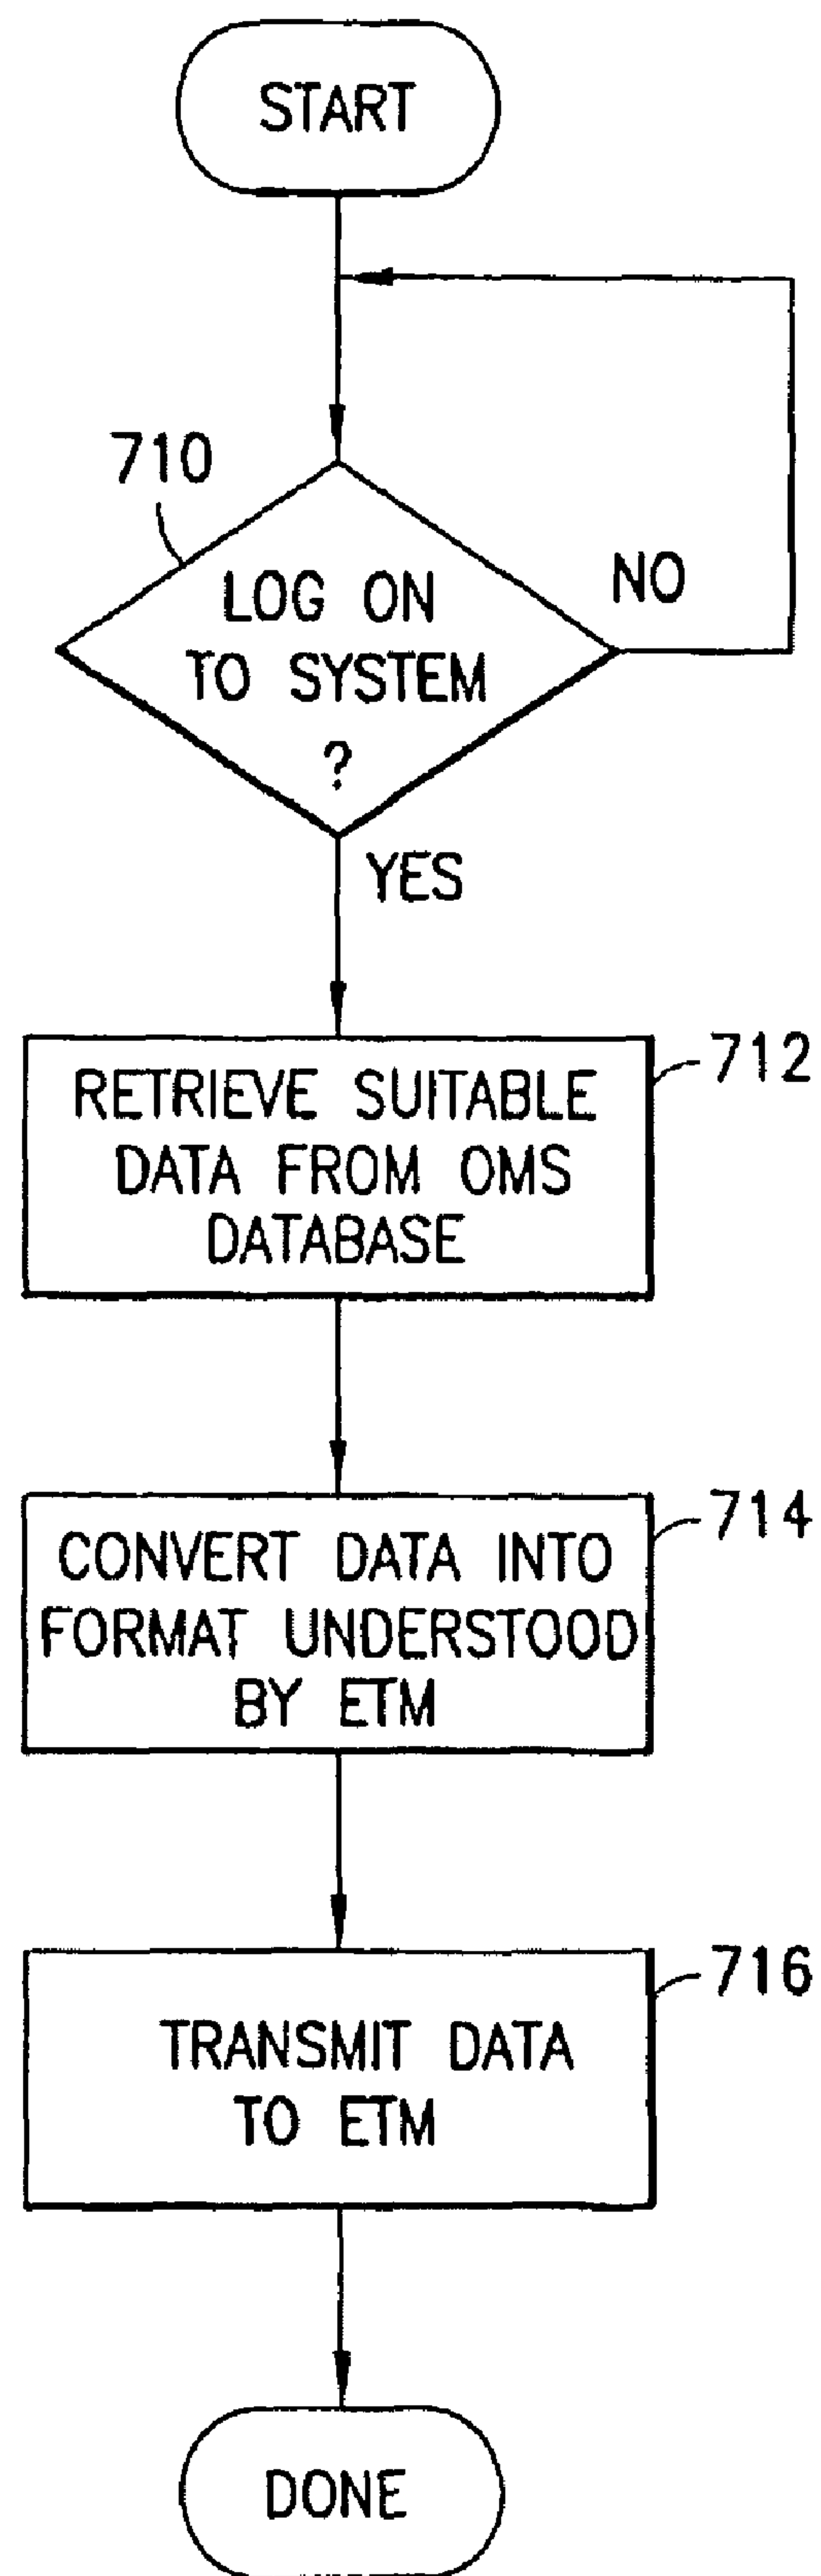 START
710
LOG ON
TO SYSTEM
?
NO
YES
712
RETRIEVE SUITABLE
DATA FROM OMS
DATABASE
714
CONVERT DATA INTO
FORMAT UNDERSTOOD
BY ETM
716
TRANSMIT DATA
TO ETM
DONE